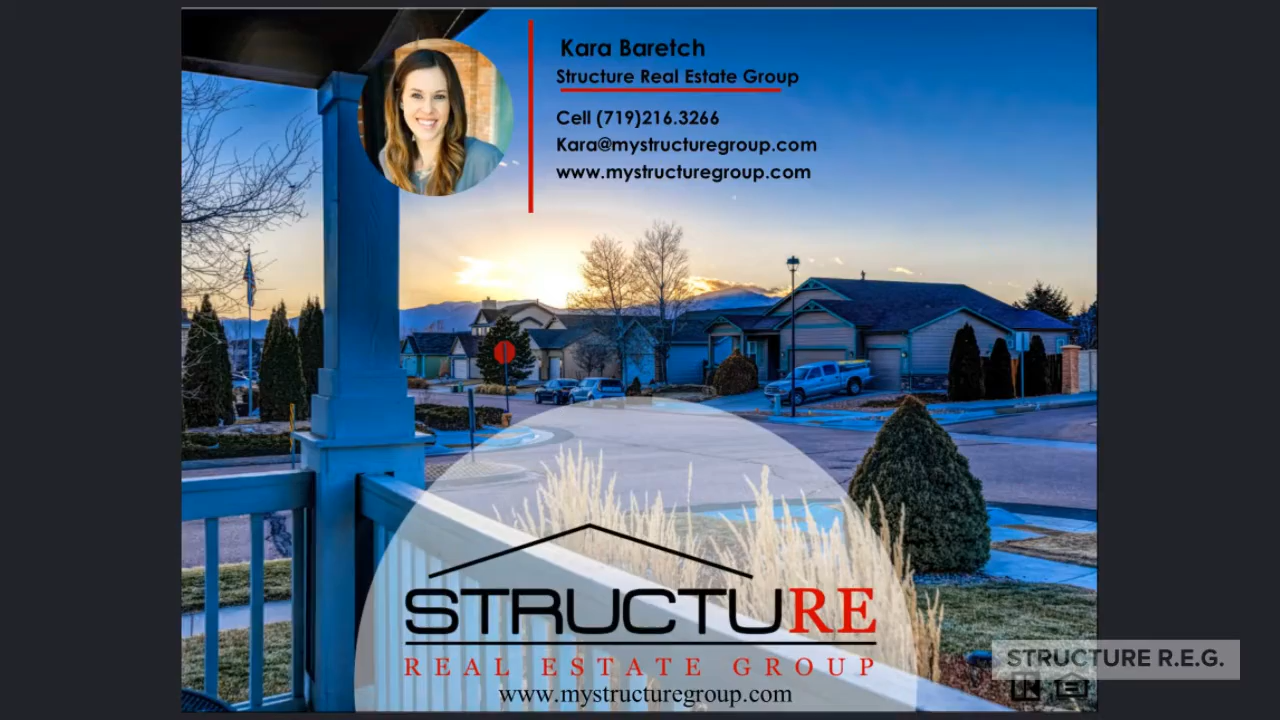 Kara Baretch
Structure Real Estate Group
Cell (719)216.3266
Kara@mystructuregroup.com
www.mystructuregroup.com
STRUCTURE
REAL ESTATE GROUP
www.mystructuregroup.com
STRUCTURE R.E.G.